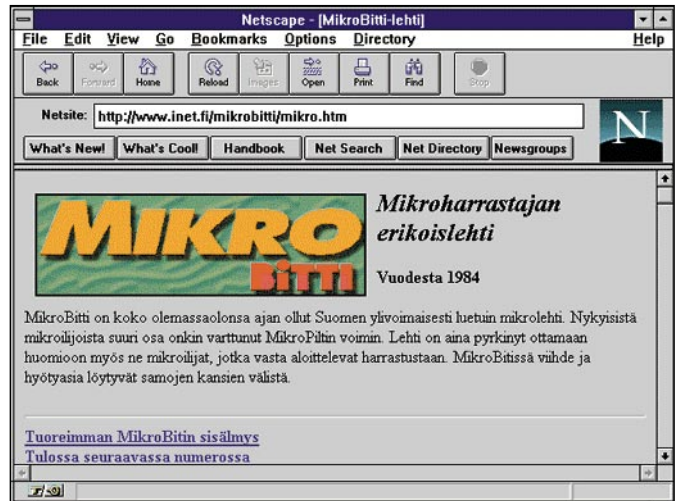 Netscape - [MikroBitti-lehti]
File Edit View Go Bookmarks Options Directory Help
Back Forward Home Reload Images Open Print Find Stop
Netsite: http://www.inet.fi/mikrobitti/mikro.htm
N
What's New! What's Cool! Handbook Net Search Net Directory Newsgroups
MIKRO
BITTI
Mikroharrastajan
erikoislehti
Vuodesta 1984
MikroBitti on koko olemassaolonsa ajan ollut Suomen ylivoimaisesti luetuin mikrolehti. Nykyisistä
mikroilijoista suuri osa onkin varttunut MikroPiltin voimin. Lehti on aina pyrkinyt ottamaan
huomioon myös ne mikroilijat, jotka vasta aloittelevat harrastustaan. MikroBitissä viihde ja
hyötyasia löytyvät samojen kansien välistä.
Tuoreimman MikroBitin sisälmys
Tulossa seuraavassa numerossa